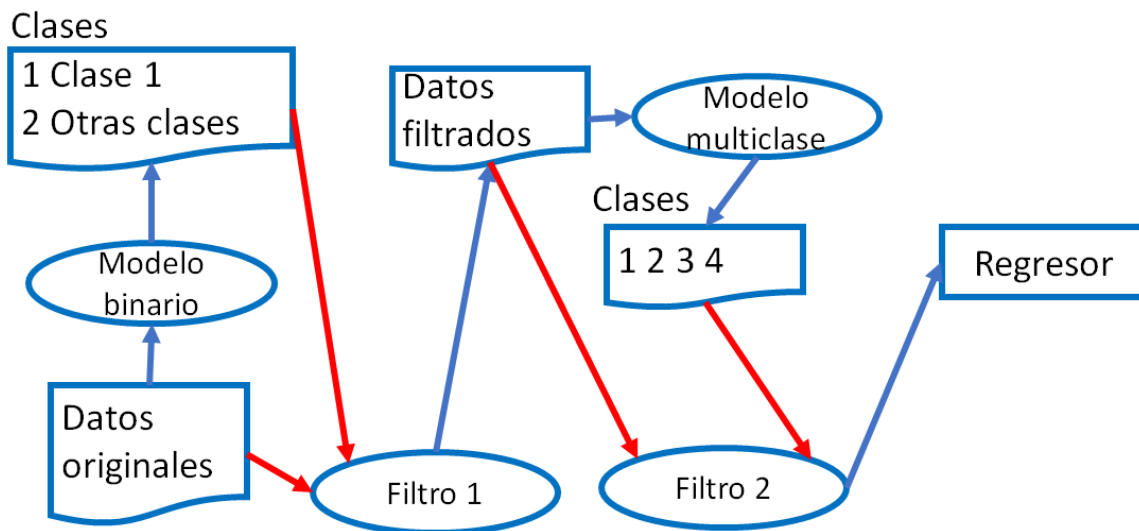 Clases
1 Clase 1
2 Otras clases
Modelo
binario
Datos
originales
Filtro 1
Datos
filtrados
Modelo
multiclase
Clases
1 2 3 4
Filtro 2
Regresor